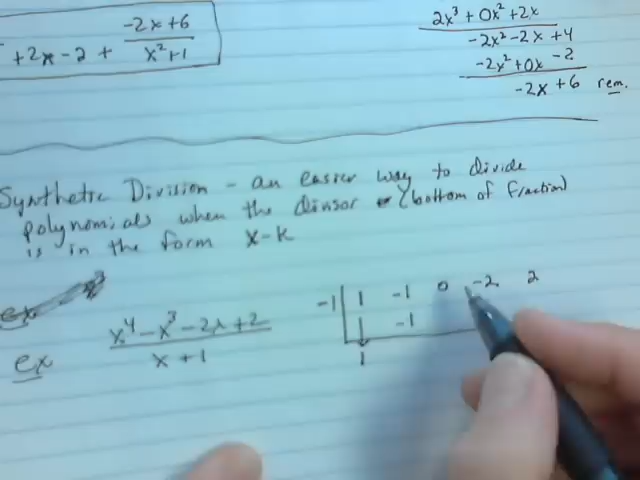 +2x-2 + -2x+6
x²+1
2x³ + 0x² + 2x
-2x² -2x +4
-2x² +0x -2
-2x +6 rem.
Synthetic Division - an easier way to divide
polynomials when the divisor (bottom of fraction)
is in the form x-k
ex
ex x⁴ - x³ - 2x + 2
x + 1
-1 1 -1 0 -2 2
-1
1